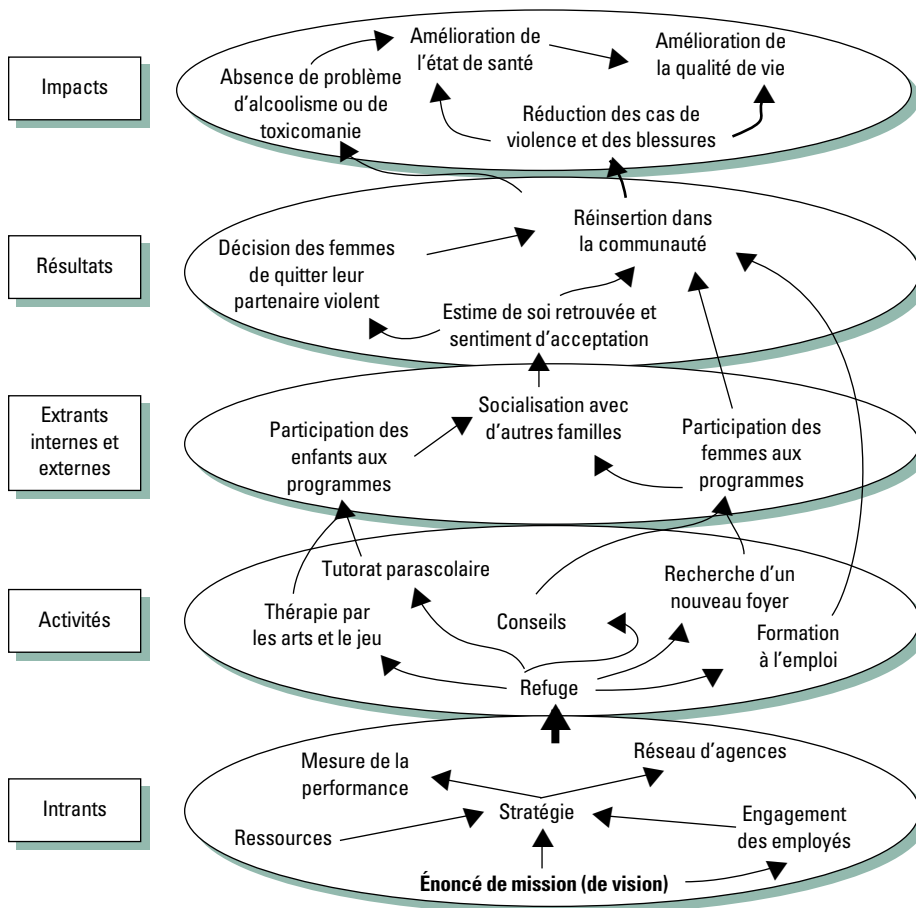 Impacts
Absence de problème
d'alcoolisme ou de
toxicomanie
Amélioration de
l'état de santé
Amélioration de
la qualité de vie
Réduction des cas de
violence et des blessures
Résultats
Décision des femmes
de quitter leur
partenaire violent
Réinsertion dans
la communauté
Estime de soi retrouvée et
sentiment d'acceptation
Extrants
internes et
externes
Participation des
enfants aux
programmes
Socialisation avec
d'autres familles
Participation des
femmes aux
programmes
Activités
Tutorat parascolaire
Thérapie par
les arts et le jeu
Conseils
Recherche d'un
nouveau foyer
Formation
à l'emploi
Refuge
Intrants
Mesure de la
performance
Réseau d'agences
Stratégie
Ressources
Engagement
des employés
Énoncé de mission (de vision)